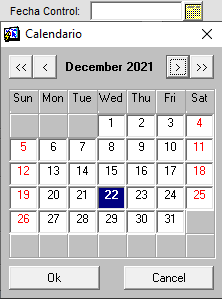 Fecha Control:
Calendario
<< < December 2021 > >>
Sun Mon Tue Wed Thu Fri Sat
1 2 3 4
5 6 7 8 9 10 11
12 13 14 15 16 17 18
19 20 21 22 23 24 25
26 27 28 29 30 31
Ok Cancel